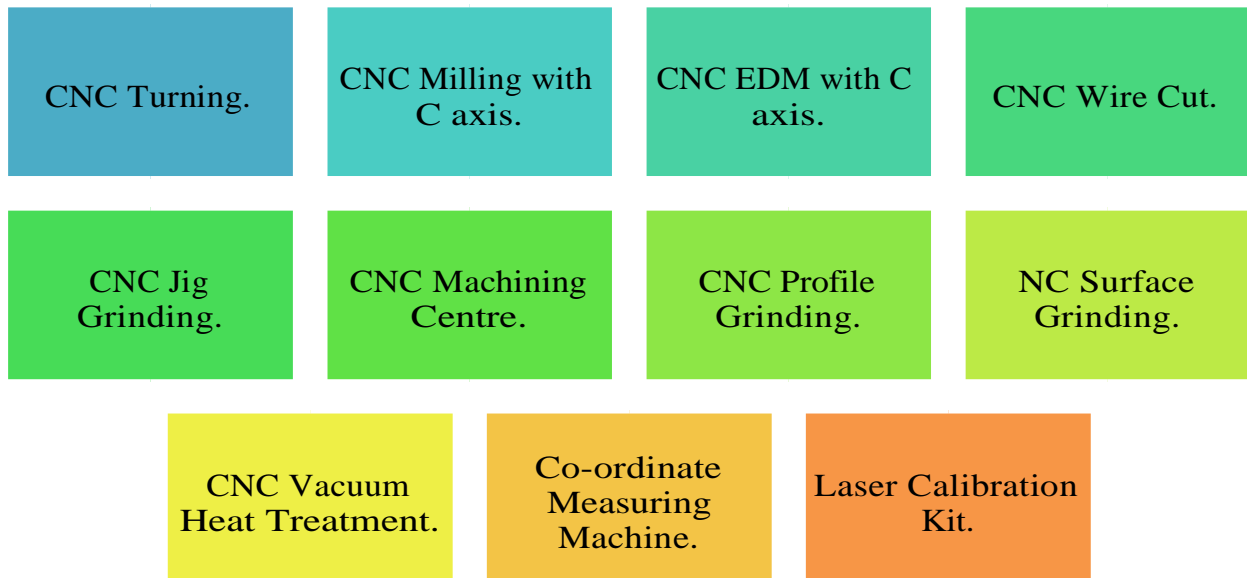 CNC Turning.
CNC Milling with
C axis.
CNC EDM with C
axis.
CNC Wire Cut.
CNC Jig
Grinding.
CNC Machining
Centre.
CNC Profile
Grinding.
NC Surface
Grinding.
CNC Vacuum
Heat Treatment.
Co-ordinate
Measuring
Machine.
Laser Calibration
Kit.